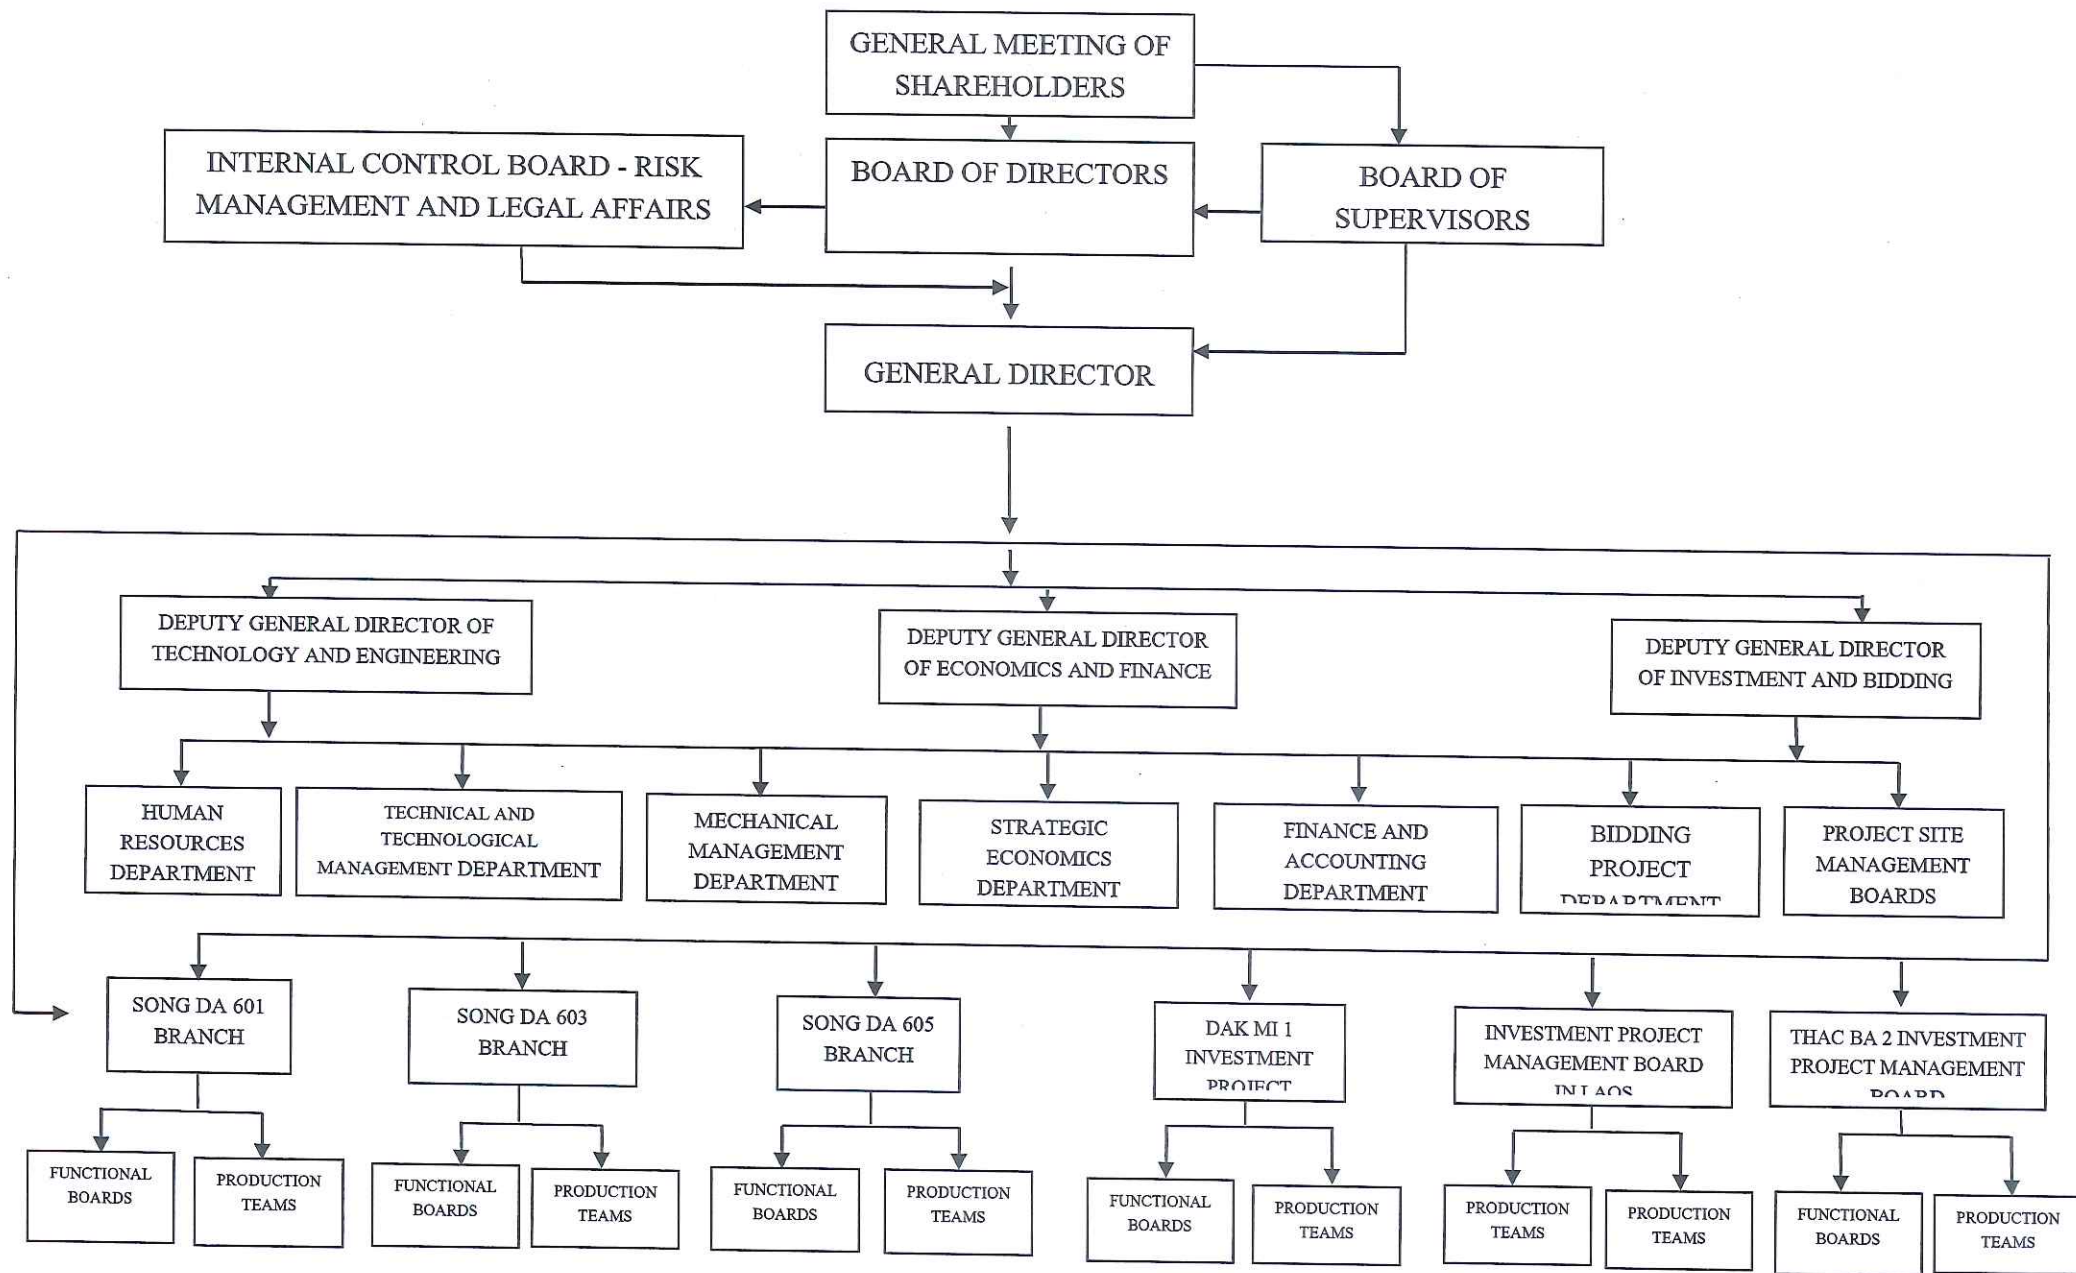 GENERAL MEETING OF
SHAREHOLDERS
INTERNAL CONTROL BOARD - RISK
MANAGEMENT AND LEGAL AFFAIRS
BOARD OF DIRECTORS
BOARD OF
SUPERVISORS
GENERAL DIRECTOR
DEPUTY GENERAL DIRECTOR OF
TECHNOLOGY AND ENGINEERING
DEPUTY GENERAL DIRECTOR
OF ECONOMICS AND FINANCE
DEPUTY GENERAL DIRECTOR
OF INVESTMENT AND BIDDING
HUMAN
RESOURCES
DEPARTMENT
TECHNICAL AND
TECHNOLOGICAL
MANAGEMENT DEPARTMENT
MECHANICAL
MANAGEMENT
DEPARTMENT
STRATEGIC
ECONOMICS
DEPARTMENT
FINANCE AND
ACCOUNTING
DEPARTMENT
BIDDING
PROJECT
DEPARTMENT
PROJECT SITE
MANAGEMENT
BOARDS
SONG DA 601
BRANCH
SONG DA 603
BRANCH
SONG DA 605
BRANCH
DAK MI 1
INVESTMENT
PROJECT
INVESTMENT PROJECT
MANAGEMENT BOARD
IN LAOS
THAC BA 2 INVESTMENT
PROJECT MANAGEMENT
BOARD
FUNCTIONAL
BOARDS
PRODUCTION
TEAMS
FUNCTIONAL
BOARDS
PRODUCTION
TEAMS
FUNCTIONAL
BOARDS
PRODUCTION
TEAMS
FUNCTIONAL
BOARDS
PRODUCTION
TEAMS
PRODUCTION
TEAMS
PRODUCTION
TEAMS
FUNCTIONAL
BOARDS
PRODUCTION
TEAMS